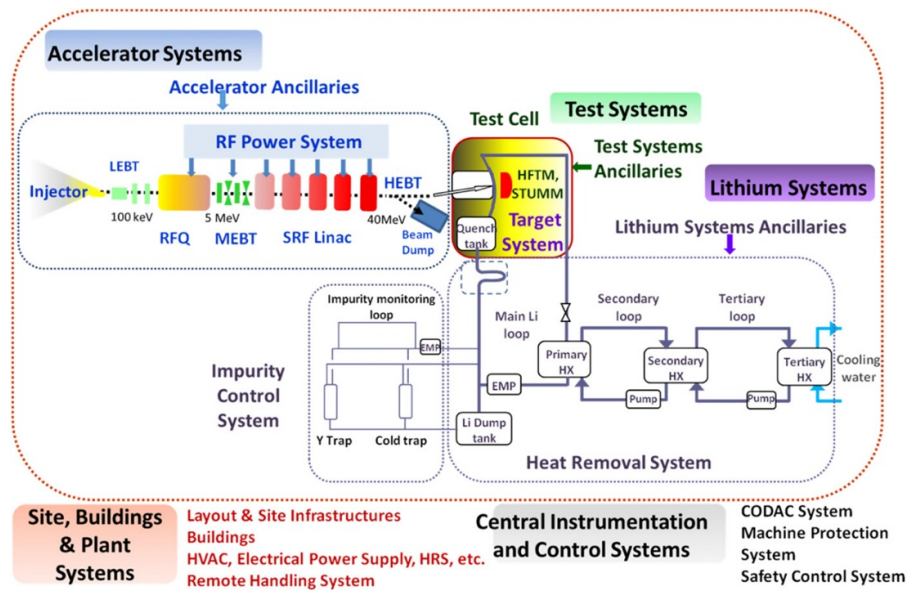 Accelerator Systems
Accelerator Ancillaries
RF Power System
LEBT
Injector
100 keV
RFQ
5 MeV
MEBT
SRF Linac
HEBT
40MeV
Beam
Dump
Test Cell
Test Systems
Test Systems
Ancillaries
HFTM,
STUMM
Target
System
Quench
tank
Lithium Systems
Lithium Systems Ancillaries
Impurity monitoring
loop
EMP
Impurity
Control
System
Y Trap
Cold trap
Main Li
loop
EMP
Li Dump
tank
Primary
HX
Secondary
loop
Pump
Secondary
HX
Tertiary
loop
Pump
Tertiary
HX
Cooling
water
Heat Removal System
Site, Buildings
& Plant
Systems
Layout & Site Infrastructures
Buildings
HVAC, Electrical Power Supply, HRS, etc.
Remote Handling System
Central Instrumentation
and Control Systems
CODAC System
Machine Protection
System
Safety Control System